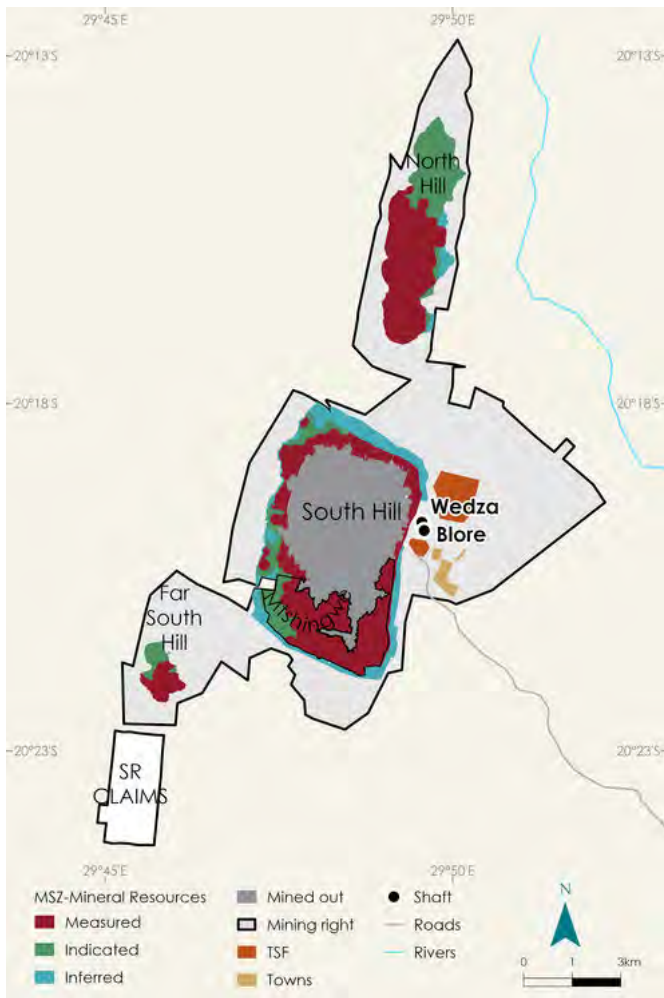 29°45'E 29°50'E
20°13'S 20°13'S
North
Hill
20°18'S 20°18'S
South Hill
Wedza
Blore
Mtshingwe
Far
South
Hill
20°23'S 20°23'S
SR
CLAIMS
29°45'E 29°50'E
MSZ-Mineral Resources
Measured
Indicated
Inferred
Mined out
Mining right
TSF
Towns
Shaft
Roads
Rivers
N
0 1 3km